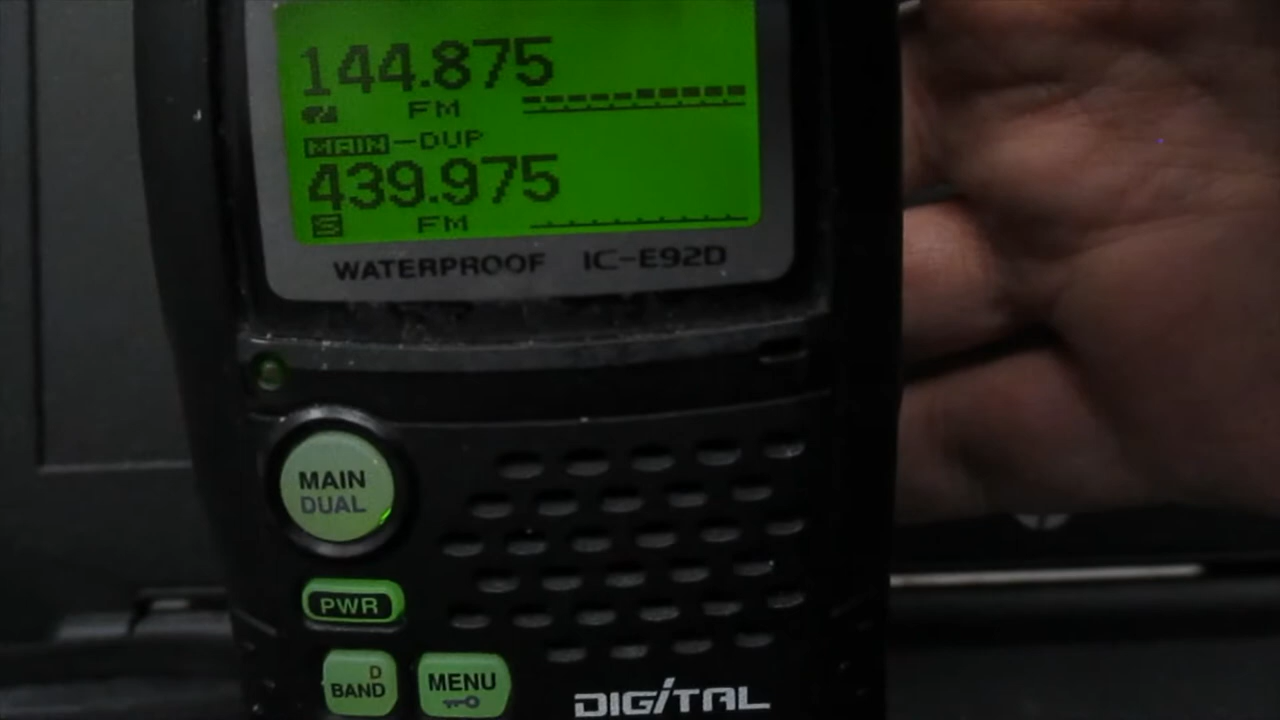 144.875
FM
MAIN -DUP
439.975
S FM
WATERPROOF IC-E92D
MAIN
DUAL
PWR
D
BAND
MENU
DIGITAL